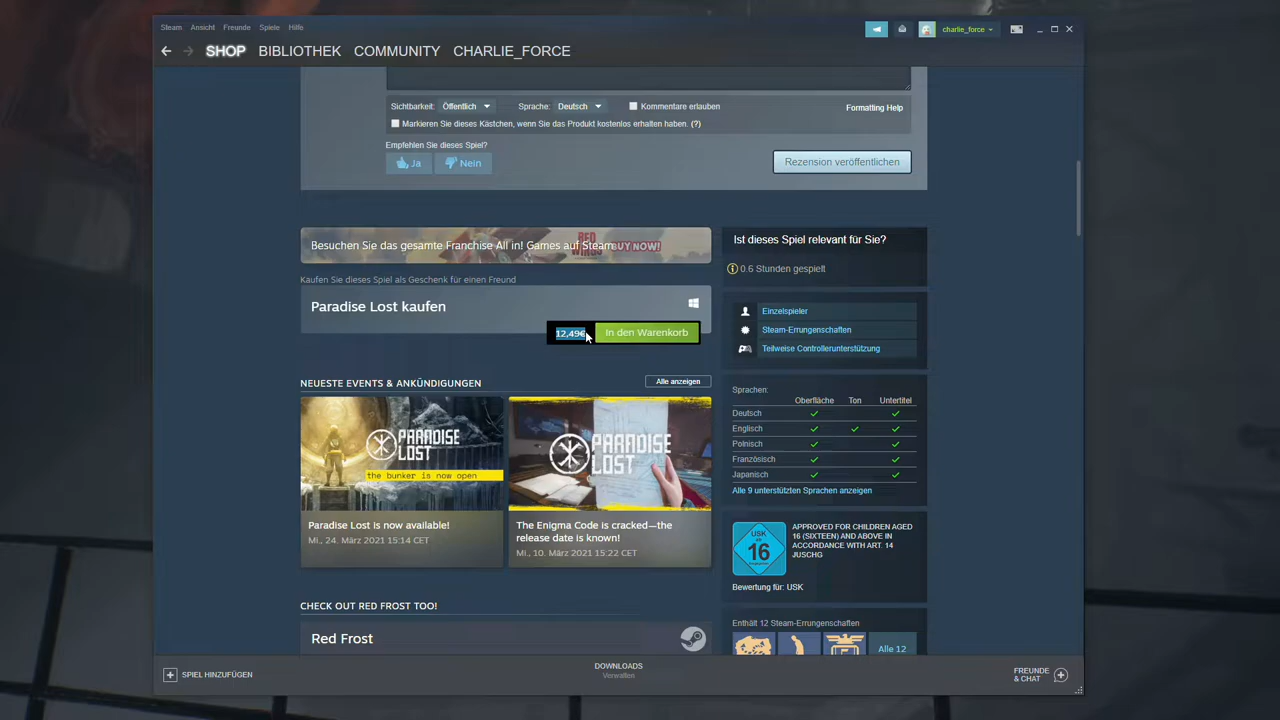 Steam Ansicht Freunde Spiele Hilfe
charlie_force
SHOP BIBLIOTHEK COMMUNITY CHARLIE_FORCE
Sichtbarkeit: Öffentlich Sprache: Deutsch Kommentare erlauben
Formatting Help
Markieren Sie dieses Kästchen, wenn Sie das Produkt kostenlos erhalten haben. (?)
Empfehlen Sie dieses Spiel?
Ja Nein
Rezension veröffentlichen
Besuchen Sie das gesamte Franchise All in! Games auf Steam
RED WINGS
BUY NOW!
Kaufen Sie dieses Spiel als Geschenk für einen Freund
Paradise Lost kaufen
12,49€ In den Warenkorb
NEUESTE EVENTS & ANKÜNDIGUNGEN
Alle anzeigen
PARADISE
LOST
the bunker is now open
Paradise Lost is now available!
Mi., 24. März 2021 15:14 CET
PARADISE
LOST
The Enigma Code is cracked—the
release date is known!
Mi., 10. März 2021 15:22 CET
CHECK OUT RED FROST TOO!
Red Frost
Ist dieses Spiel relevant für Sie?
0.6 Stunden gespielt
Einzelspieler
Steam-Errungenschaften
Teilweise Controllerunterstützung
Sprachen:
Oberfläche Ton Untertitel
Deutsch
Englisch
Polnisch
Französisch
Japanisch
Alle 9 unterstützten Sprachen anzeigen
USK
16
APPROVED FOR CHILDREN AGED
16 (SIXTEEN) AND ABOVE IN
ACCORDANCE WITH ART. 14
JUSCHG
Bewertung für: USK
Enthält 12 Steam-Errungenschaften
Alle 12
SPIEL HINZUFÜGEN
DOWNLOADS
Verwalten
FREUNDE
& CHAT